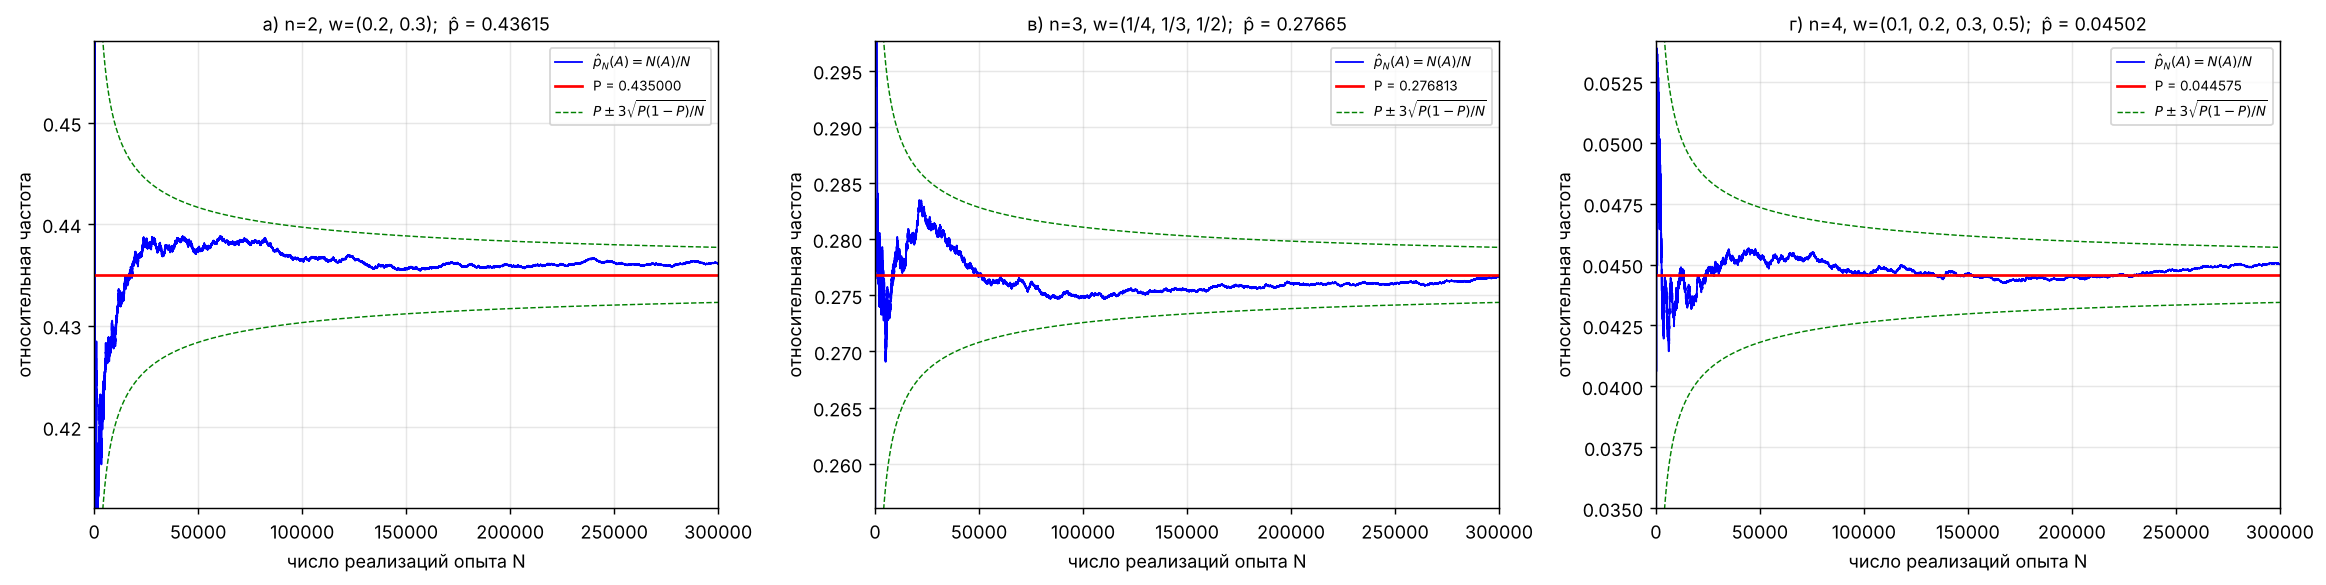 а) n=2, w=(0.2, 0.3);  p̂ = 0.43615
p̂_N(A) = N(A)/N
P = 0.435000
P ± 3√P(1 − P)/N
относительная частота
0.45
0.44
0.43
0.42
0
50000
100000
150000
200000
250000
300000
число реализаций опыта N
в) n=3, w=(1/4, 1/3, 1/2);  p̂ = 0.27665
p̂_N(A) = N(A)/N
P = 0.276813
P ± 3√P(1 − P)/N
относительная частота
0.295
0.290
0.285
0.280
0.275
0.270
0.265
0.260
0
50000
100000
150000
200000
250000
300000
число реализаций опыта N
г) n=4, w=(0.1, 0.2, 0.3, 0.5);  p̂ = 0.04502
p̂_N(A) = N(A)/N
P = 0.044575
P ± 3√P(1 − P)/N
относительная частота
0.0525
0.0500
0.0475
0.0450
0.0425
0.0400
0.0375
0.0350
0
50000
100000
150000
200000
250000
300000
число реализаций опыта N